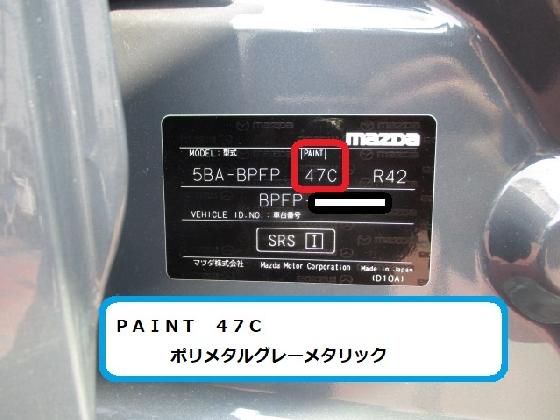 mazda
MODEL:型式 PAINT
5BA-BPFP 47C R42
BPFP-
VEHICLE ID.NO.:車台番号
SRS I
マツダ株式会社 Mazda Motor Corporation Made in Japan
(D10A)
PAINT 47C
ポリメタルグレーメタリック